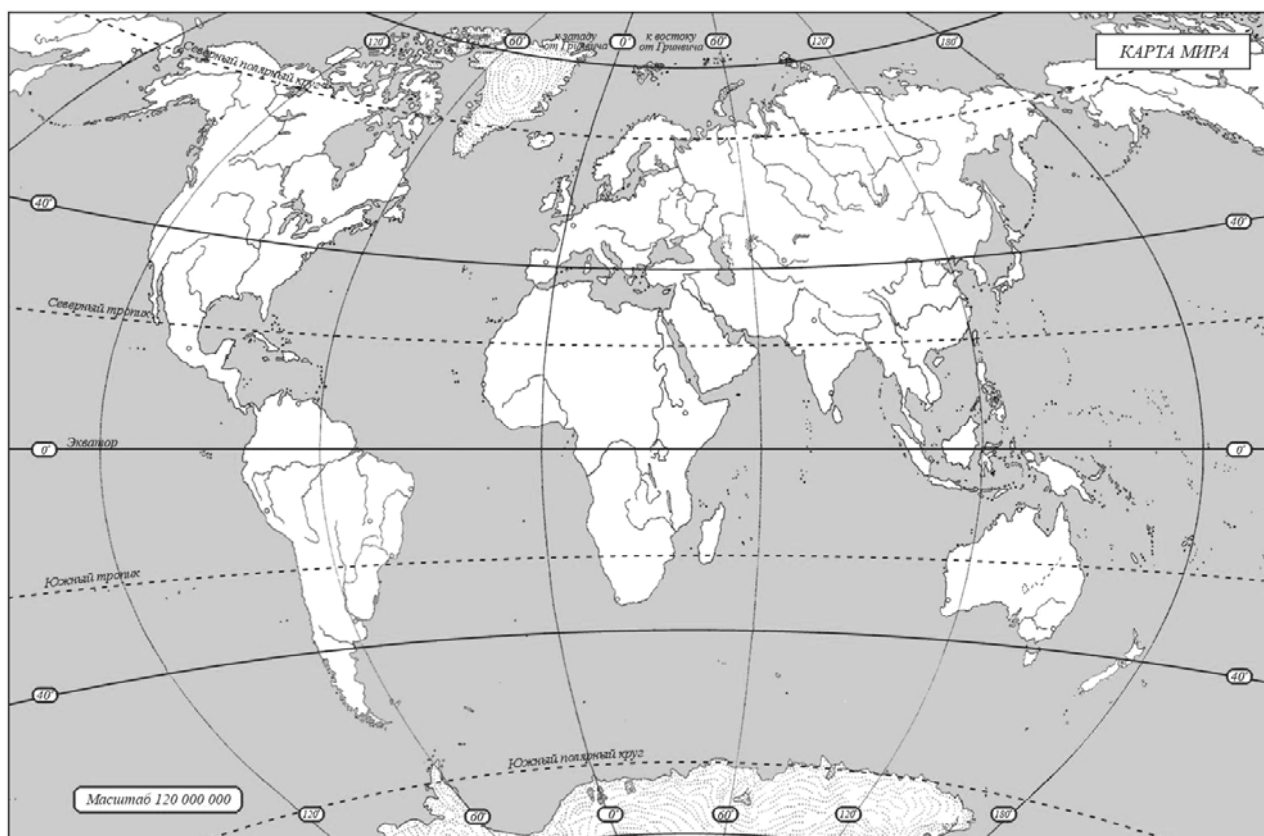 120°
60°
к западу
от Гринвича
0°
к востоку
от Гринвича
60°
120°
180°
КАРТА МИРА
Северный полярный круг
40°
40°
Северный тропик
Экватор
0°
0°
Южный тропик
40°
40°
Южный полярный круг
Масштаб 120 000 000
120°
60°
0°
60°
120°
180°